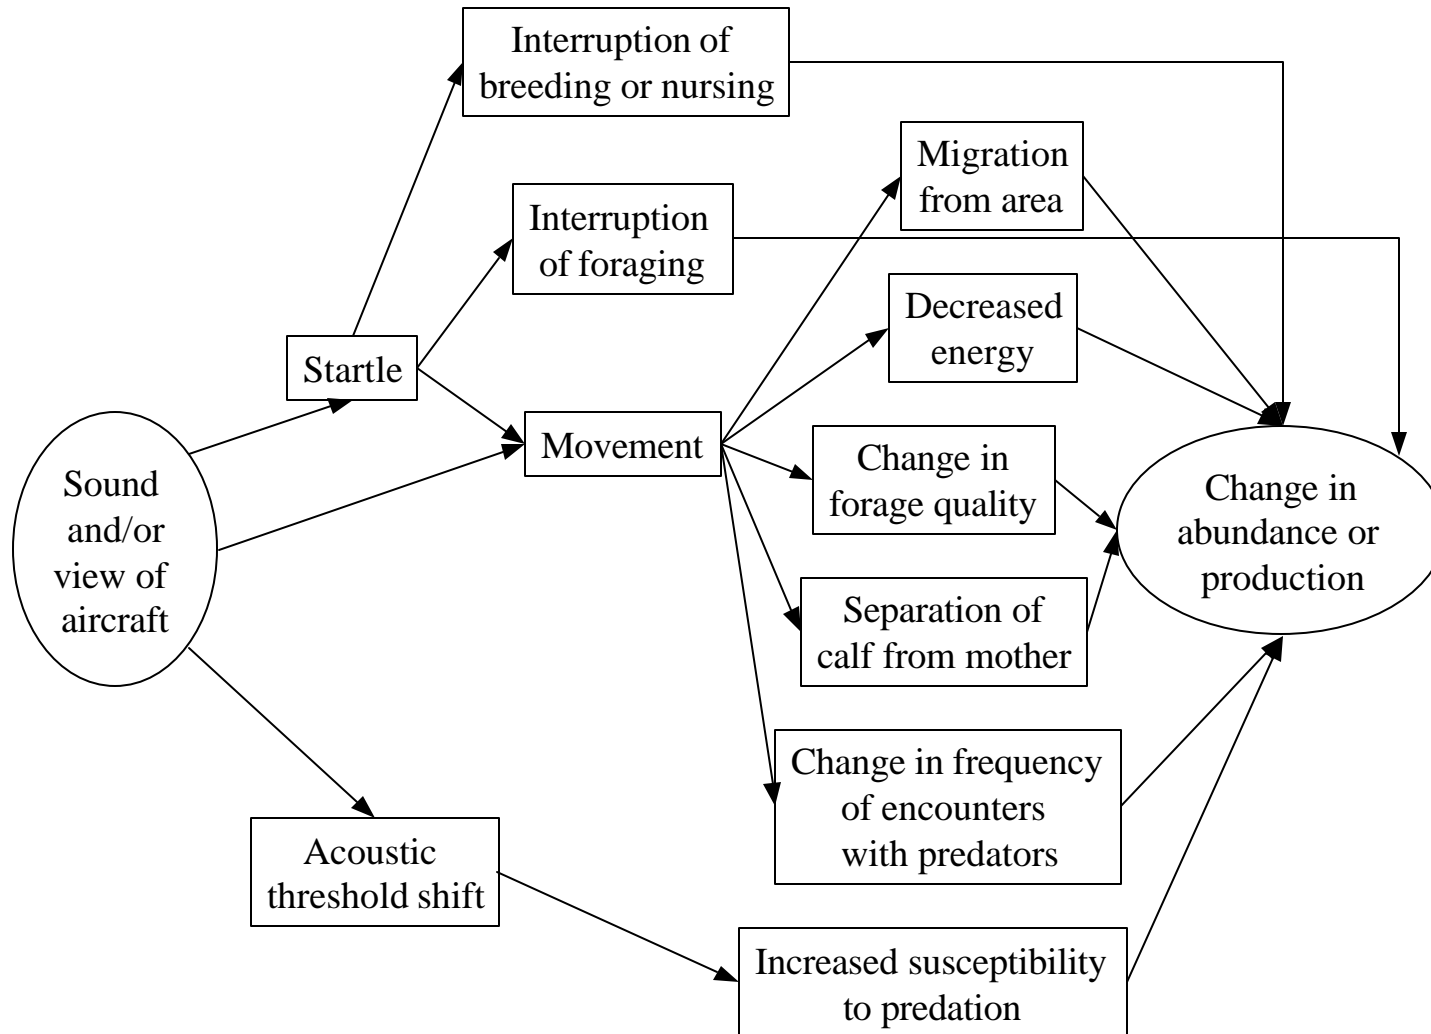 Interruption of
breeding or nursing
Migration
from area
Interruption
of foraging
Decreased
energy
Startle
Movement
Change in
forage quality
Sound
and/or
view of
aircraft
Change in
abundance or
production
Separation of
calf from mother
Change in frequency
of encounters
with predators
Acoustic
threshold shift
Increased susceptibility
to predation